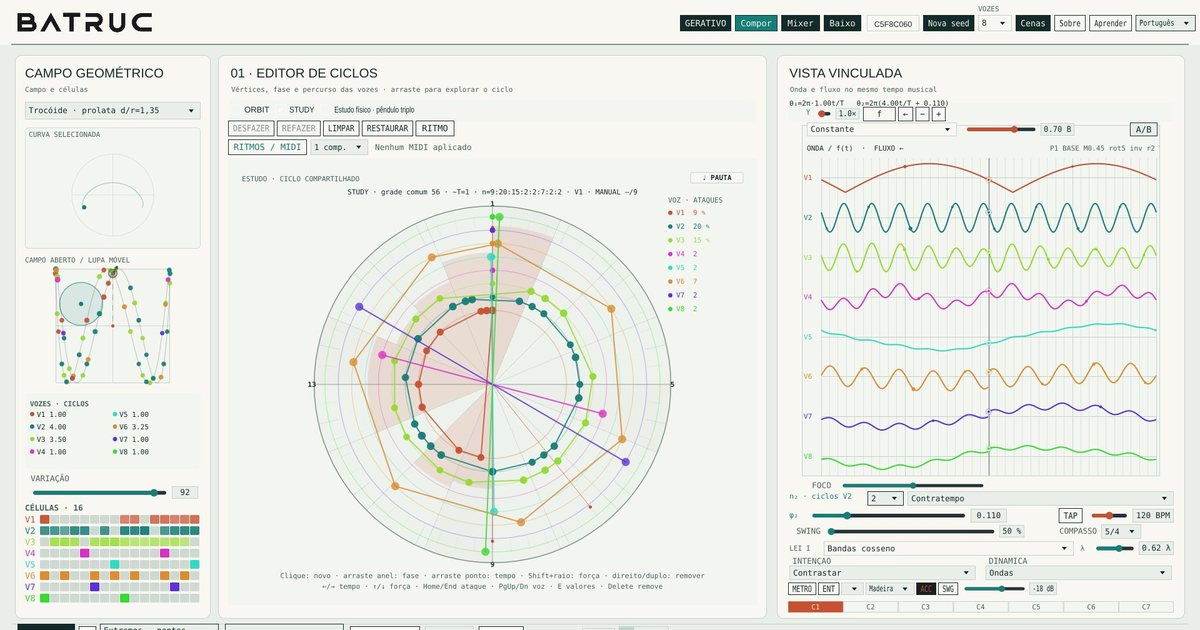 BATRUC
VOZES
GERATIVO Compor Mixer Baixo C5F8C060 Nova seed 8 Cenas Sobre Aprender Português
CAMPO GEOMÉTRICO
Campo e células
Trocóide · prolata d/r=1,35
CURVA SELECIONADA
CAMPO ABERTO / LUPA MÓVEL
VOZES · CICLOS
V1 1.00 V5 1.00
V2 4.00 V6 3.25
V3 3.50 V7 1.00
V4 1.00 V8 1.00
VARIAÇÃO
92
CÉLULAS · 16
V1
V2
V3
V4
V5
V6
V7
V8
01 · EDITOR DE CICLOS
Vértices, fase e percurso das vozes · arraste para explorar o ciclo
ORBIT STUDY Estudo físico · pêndulo triplo
DESFAZER REFAZER LIMPAR RESTAURAR RITMO
RITMOS / MIDI 1 comp. Nenhum MIDI aplicado
ESTUDO · CICLO COMPARTILHADO
♩ PAUTA
STUDY · grade comum 56 · ~T=1 · n=9:20:15:2:2:7:2:2 · V1 · MANUAL —/9
VOZ · ATAQUES
V1 9 %
V2 20 %
V3 15 %
V4 2
V5 2
V6 7
V7 2
V8 2
1
5
9
13
Clique: novo · arraste anel: fase · arraste ponto: tempo · Shift+raio: força · direito/duplo: remover
←/→ tempo · ↑/↓ força · Home/End ataque · PgUp/Dn voz · E valores · Delete remove
VISTA VINCULADA
Onda e fluxo no mesmo tempo musical
θ₁=2π·1.00t/T θ₂=2π(4.00t/T + 0.110)
Y 1.0× f ← − +
Constante 0.70 B A/B
ONDA / f(t) · FLUXO ← P1 BASE M0.45 rot5 inv r2
V1
V2
V3
V4
V5
V6
V7
V8
FOCO
n₂ · ciclos V2 2 Contratempo
φ₂ 0.110 TAP 120 BPM
SWING 50 % COMPASSO 5/4
LEI I Bandas cosseno λ 0.62 λ
INTENÇÃO DINAMICA
Contrastar Ondas
METRO ENT Madeira ACC SWG -18 dB
C1 C2 C3 C4 C5 C6 C7